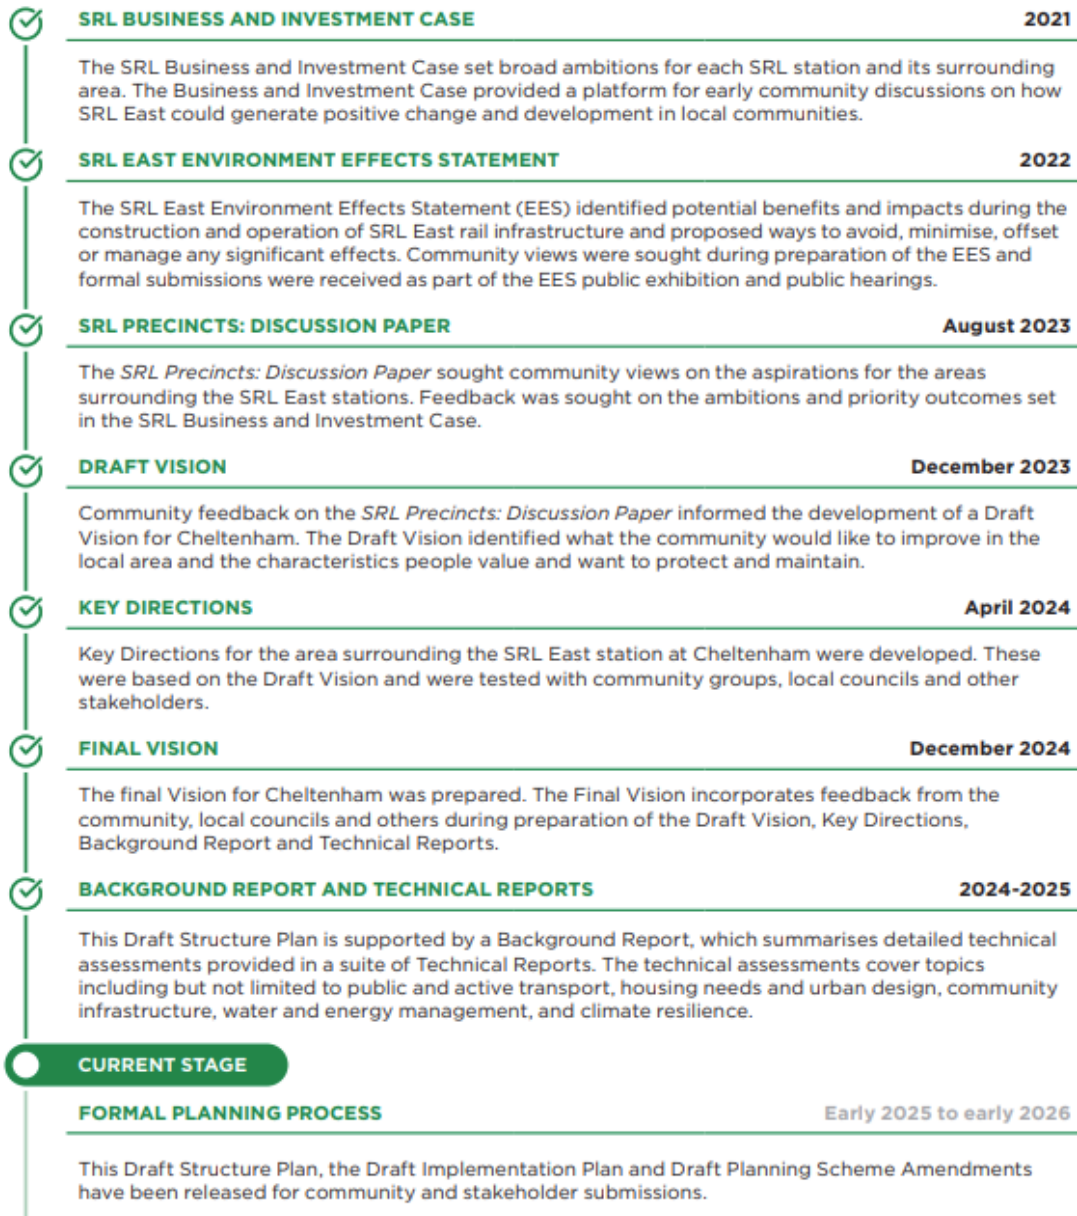 SRL BUSINESS AND INVESTMENT CASE 2021
The SRL Business and Investment Case set broad ambitions for each SRL station and its surrounding
area. The Business and Investment Case provided a platform for early community discussions on how
SRL East could generate positive change and development in local communities.
SRL EAST ENVIRONMENT EFFECTS STATEMENT 2022
The SRL East Environment Effects Statement (EES) identified potential benefits and impacts during the
construction and operation of SRL East rail infrastructure and proposed ways to avoid, minimise, offset
or manage any significant effects. Community views were sought during preparation of the EES and
formal submissions were received as part of the EES public exhibition and public hearings.
SRL PRECINCTS: DISCUSSION PAPER August 2023
The SRL Precincts: Discussion Paper sought community views on the aspirations for the areas
surrounding the SRL East stations. Feedback was sought on the ambitions and priority outcomes set
in the SRL Business and Investment Case.
DRAFT VISION December 2023
Community feedback on the SRL Precincts: Discussion Paper informed the development of a Draft
Vision for Cheltenham. The Draft Vision identified what the community would like to improve in the
local area and the characteristics people value and want to protect and maintain.
KEY DIRECTIONS April 2024
Key Directions for the area surrounding the SRL East station at Cheltenham were developed. These
were based on the Draft Vision and were tested with community groups, local councils and other
stakeholders.
FINAL VISION December 2024
The final Vision for Cheltenham was prepared. The Final Vision incorporates feedback from the
community, local councils and others during preparation of the Draft Vision, Key Directions,
Background Report and Technical Reports.
BACKGROUND REPORT AND TECHNICAL REPORTS 2024-2025
This Draft Structure Plan is supported by a Background Report, which summarises detailed technical
assessments provided in a suite of Technical Reports. The technical assessments cover topics
including but not limited to public and active transport, housing needs and urban design, community
infrastructure, water and energy management, and climate resilience.
CURRENT STAGE
FORMAL PLANNING PROCESS Early 2025 to early 2026
This Draft Structure Plan, the Draft Implementation Plan and Draft Planning Scheme Amendments
have been released for community and stakeholder submissions.